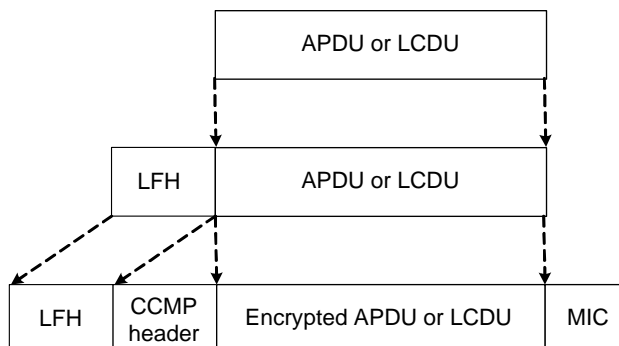 APDU or LCDU
LFH
APDU or LCDU
LFH
CCMP
header
Encrypted APDU or LCDU
MIC